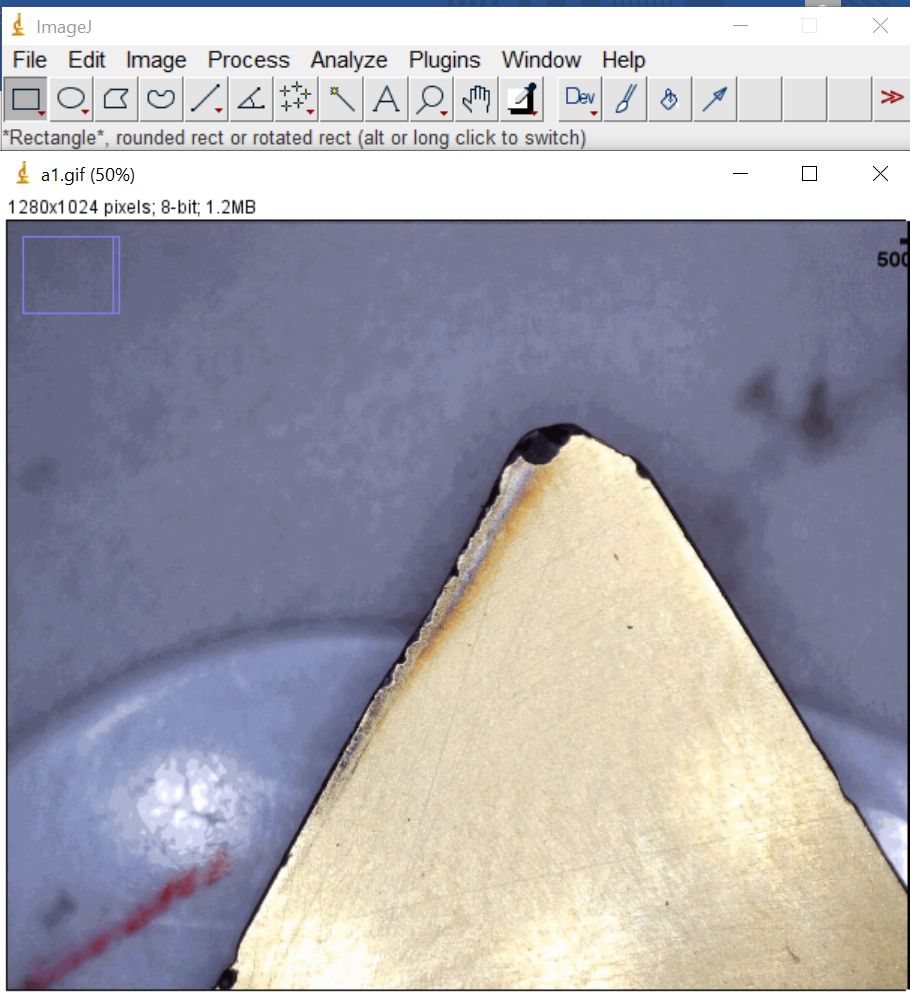 ImageJ
File Edit Image Process Analyze Plugins Window Help
A Dev >>
*Rectangle*, rounded rect or rotated rect (alt or long click to switch)
a1.gif (50%)
1280x1024 pixels; 8-bit; 1.2MB
500